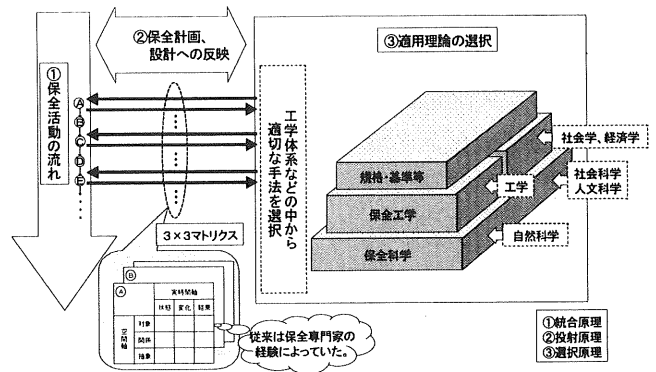 ②保全計画、
設計への反映
③適用理論の選択
①保全活動の流れ
Ⓐ
Ⓑ
Ⓒ
Ⓓ
Ⓔ
工学体系などの中から
適切な手法を選択
規格・基準等
保全工学
保全科学
社会学、経済学
工学
社会科学
人文科学
自然科学
3×3マトリクス
Ⓑ
Ⓐ
実時間軸
状態 変化 結果
空間軸
対象
関係
抽象
従来は保全専門家の
経験によっていた。
①統合原理
②投射原理
③選択原理